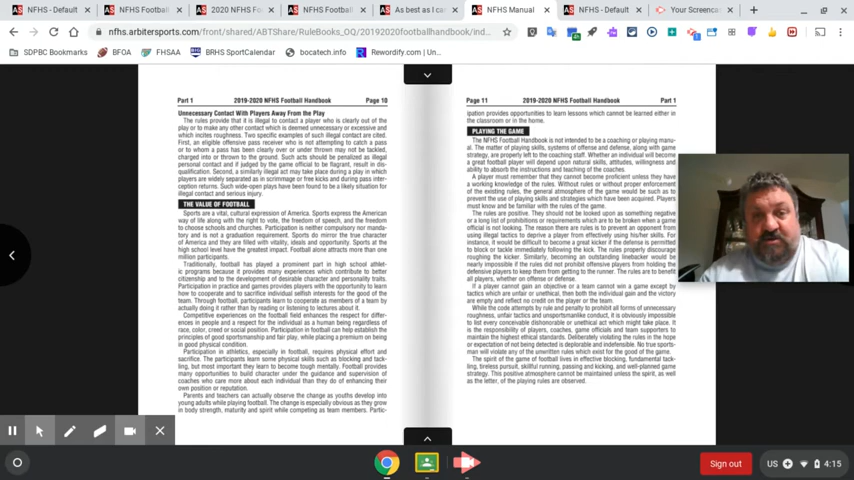 NFHS - Default
NFHS Football
2020 NFHS Fo
NFHS Football
As best as I can
NFHS Manual
NFHS - Default
Your Screencas
nfhs.arbitersports.com/front/shared/ABTShare/RuleBooks_OQ/20192020footballhandbook/ind...
SDPBC Bookmarks
BFOA
FHSAA
BRHS SportCalendar
bocatech.info
Rewordify.com | Un...
Part 1 2019-2020 NFHS Football Handbook Page 10
Unnecessary Contact With Players Away From the Play
The rules provide that it is illegal to contact a player who is clearly out of the
play or to make any other contact which is deemed unnecessary or excessive and
which incites roughness. Two specific examples of such illegal contact are cited.
First, an eligible offensive pass receiver who is not attempting to catch a pass
or to whom a pass has been clearly over or under thrown may not be tackled,
charged into or thrown to the ground. Such acts should be penalized as illegal
personal contact and if judged by the game official to be flagrant, result in dis-
qualification. Second, a similarly illegal act may take place during a play in which
players are widely separated as in scrimmage or free kicks and during pass inter-
ception returns. Such wide-open plays have been found to be a likely situation for
illegal contact and serious injury.
THE VALUE OF FOOTBALL
Sports are a vital, cultural expression of America. Sports express the American
way of life along with the right to vote, the freedom of speech, and the freedom
to choose schools and churches. Participation is neither compulsory nor manda-
tory and is not a graduation requirement. Sports do mirror the true character
of America and they are filled with vitality, ideals and opportunity. Sports at the
high school level have the greatest impact. Football alone attracts more than one
million participants.
Traditionally, football has played a prominent part in high school athlet-
ic programs because it provides many experiences which contribute to better
citizenship and to the development of desirable character and personality traits.
Participation in practice and games provides players with the opportunity to learn
how to cooperate and to sacrifice individual selfish interests for the good of the
team. Through football, participants learn to cooperate as members of a team by
actually doing it rather than by reading or listening to lectures about it.
Competitive experiences on the football field enhances the respect for differ-
ences in people and a respect for the individual as a human being regardless of
race, color, creed or social position. Participation in football can help establish the
principles of good sportsmanship and fair play, while placing a premium on being
in good physical condition.
Participation in athletics, especially in football, requires physical effort and
sacrifice. The participants learn some physical skills such as blocking and tack-
ling, but most important they learn to become tough mentally. Football provides
many opportunities to build character under the guidance and supervision of
coaches who care more about each individual than they do of enhancing their
own position or reputation.
Parents and teachers can actually observe the change as youths develop into
young adults while playing football. The change is especially obvious as they grow
in body strength, maturity and spirit while competing as team members. Partic-
Page 11 2019-2020 NFHS Football Handbook Part 1
ipation provides opportunities to learn lessons which cannot be learned either in
the classroom or in the home.
PLAYING THE GAME
The NFHS Football Handbook is not intended to be a coaching or playing manu-
al. The matter of playing skills, systems of offense and defense, along with game
strategy, are properly left to the coaching staff. Whether an individual will become
a great football player will depend upon natural skills, attitudes, willingness and
ability to absorb the instructions and teaching of the coaches.
A player must remember that they cannot become proficient unless they have
a working knowledge of the rules. Without rules or without proper enforcement
of the existing rules, the general atmosphere of the game would be such as to
prevent the use of playing skills and strategies which have been acquired. Players
must know and be familiar with the rules of the game.
The rules are positive. They should not be looked upon as something negative
or a long list of prohibitions or requirements which are to be broken when a game
official is not looking. The reason there are rules is to prevent an opponent from
using illegal tactics to deprive a player from effectively using his/her skills. For
instance, it would be difficult to become a great kicker if the defense is permitted
to block or tackle immediately following the kick. The rules properly discourage
roughing the kicker. Similarly, becoming an outstanding linebacker would be
nearly impossible if the rules did not prohibit offensive players from holding the
defensive players to keep them from getting to the runner. The rules are to benefit
all players, whether on offense or defense.
If a player cannot gain an objective or a team cannot win a game except by
tactics which are unfair or unethical, then both the individual gain and the victory
are empty and reflect no credit on the player or the team.
While the code attempts by rule and penalty to prohibit all forms of unnecessary
roughness, unfair tactics and unsportsmanlike conduct, it is obviously impossible
to list every conceivable dishonorable or unethical act which might take place. It
is the responsibility of players, coaches, game officials and team supporters to
maintain the highest ethical standards. Deliberately violating the rules in the hope
or expectation of not being detected is deplorable and indefensible. No true sports-
man will violate any of the unwritten rules which exist for the good of the game.
The spirit of the game of football lives in effective blocking, fundamental tack-
ling, tireless pursuit, skillful running, passing and kicking, and well-planned game
strategy. This positive atmosphere cannot be maintained unless the spirit, as well
as the letter, of the playing rules are observed.
Sign out
US
4:15